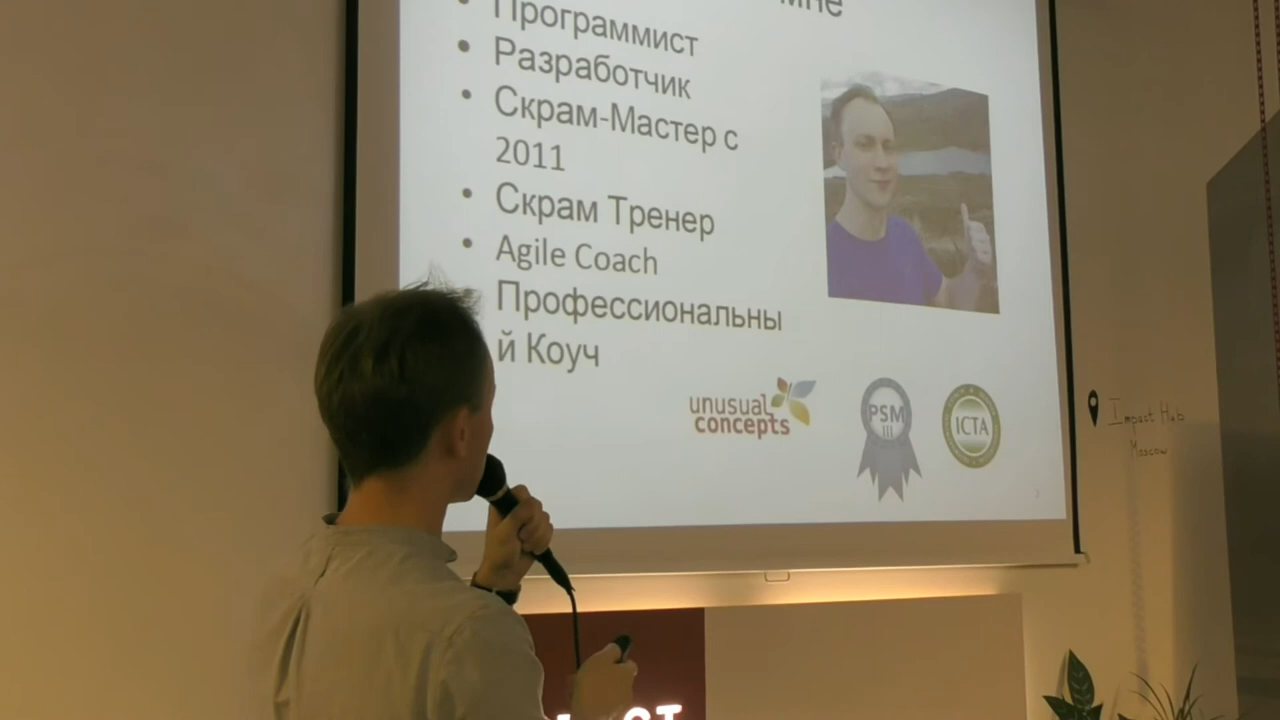 мне
Программист
Разработчик
Скрам-Мастер с
2011
Скрам Тренер
Agile Coach
Профессиональны
й Коуч
unusual
concepts
PSM
III
ICTA
Impact Hub
Moscow